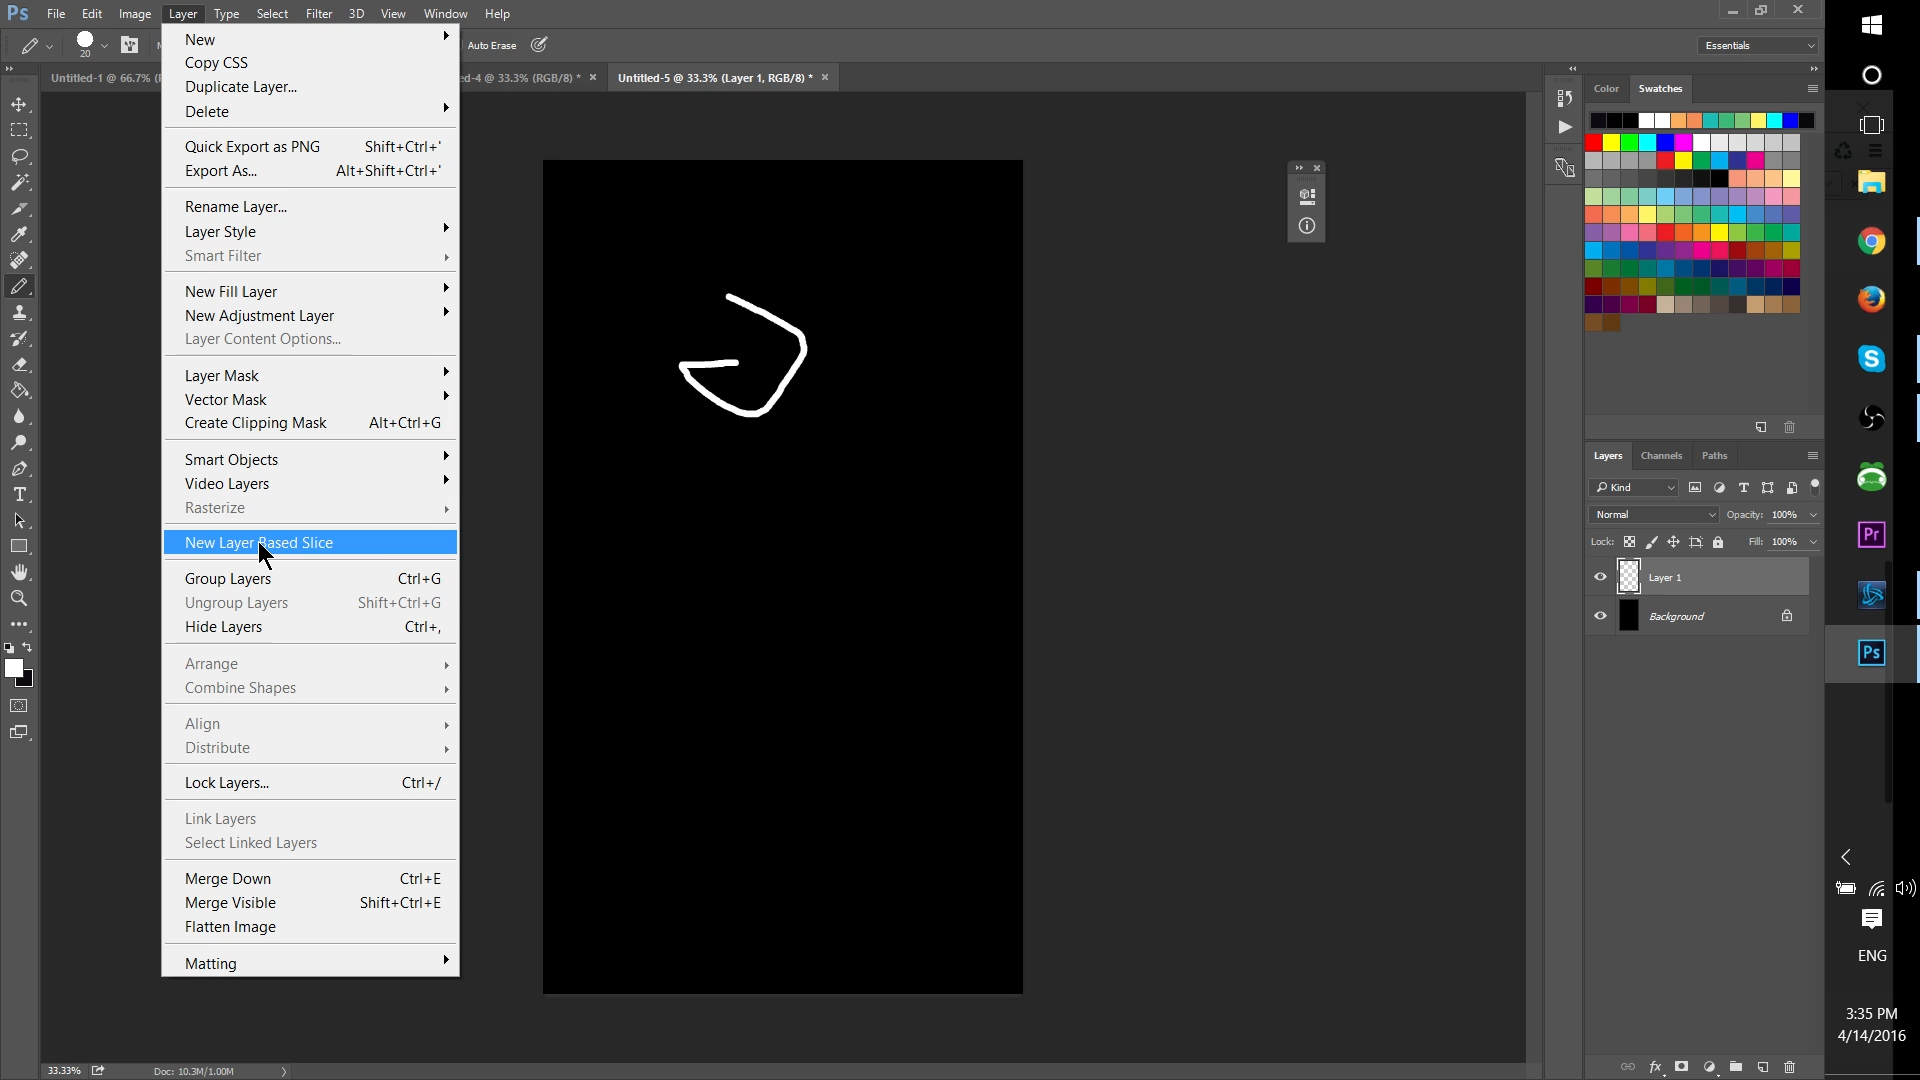 Ps File Edit Image Layer Type Select Filter 3D View Window Help
20 Auto Erase Essentials
Untitled-1 @ 66.7% ed-4 @ 33.3% (RGB/8) * × Untitled-5 @ 33.3% (Layer 1, RGB/8) * ×
New
Copy CSS
Duplicate Layer...
Delete
Quick Export as PNG Shift+Ctrl+'
Export As... Alt+Shift+Ctrl+'
Rename Layer...
Layer Style
Smart Filter
New Fill Layer
New Adjustment Layer
Layer Content Options...
Layer Mask
Vector Mask
Create Clipping Mask Alt+Ctrl+G
Smart Objects
Video Layers
Rasterize
New Layer Based Slice
Group Layers Ctrl+G
Ungroup Layers Shift+Ctrl+G
Hide Layers Ctrl+,
Arrange
Combine Shapes
Align
Distribute
Lock Layers... Ctrl+/
Link Layers
Select Linked Layers
Merge Down Ctrl+E
Merge Visible Shift+Ctrl+E
Flatten Image
Matting
33.33% Doc: 10.3M/1.00M
Color Swatches
Layers Channels Paths
Kind
Normal Opacity: 100%
Lock: Fill: 100%
Layer 1
Background
Pr
Ps
ENG
3:35 PM
4/14/2016